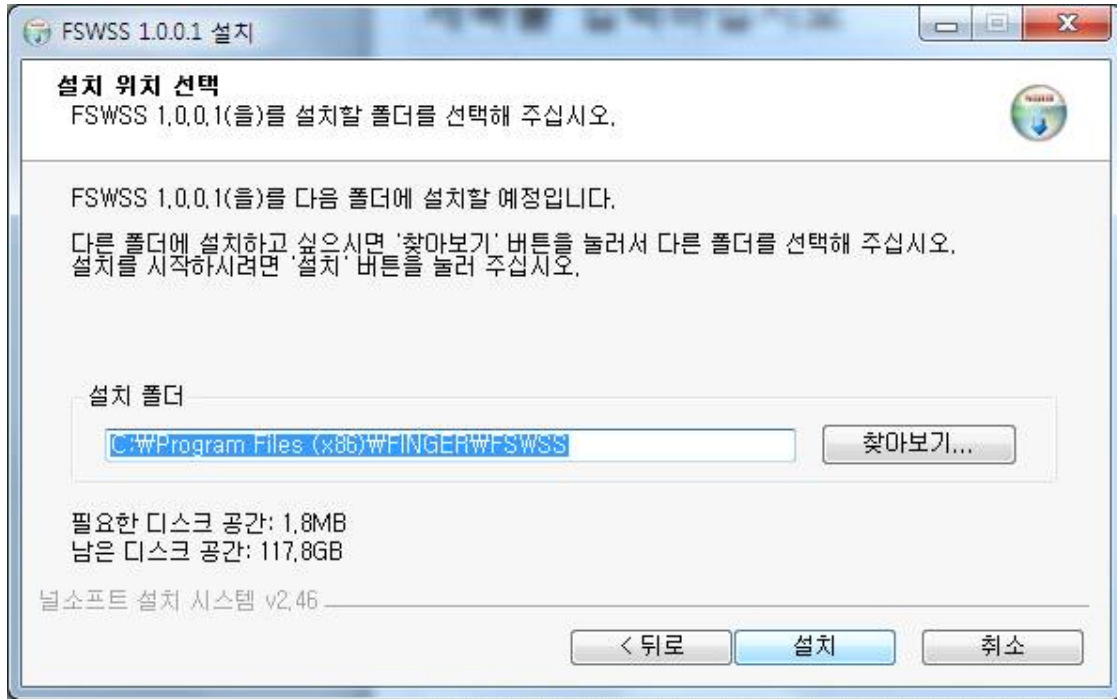 FSWSS 1.0.0.1 설치
설치 위치 선택
FSWSS 1.0.0.1(을)를 설치할 폴더를 선택해 주십시오.
FSWSS 1.0.0.1(을)를 다음 폴더에 설치할 예정입니다.
다른 폴더에 설치하고 싶으시면 '찾아보기' 버튼을 눌러서 다른 폴더를 선택해 주십시오.
설치를 시작하시려면 '설치' 버튼을 눌러 주십시오.
설치 폴더
C:₩Program Files (x86)₩FINGER₩FSWSS
찾아보기...
필요한 디스크 공간: 1.8MB
남은 디스크 공간: 117.8GB
널소프트 설치 시스템 v2.46
< 뒤로
설치
취소